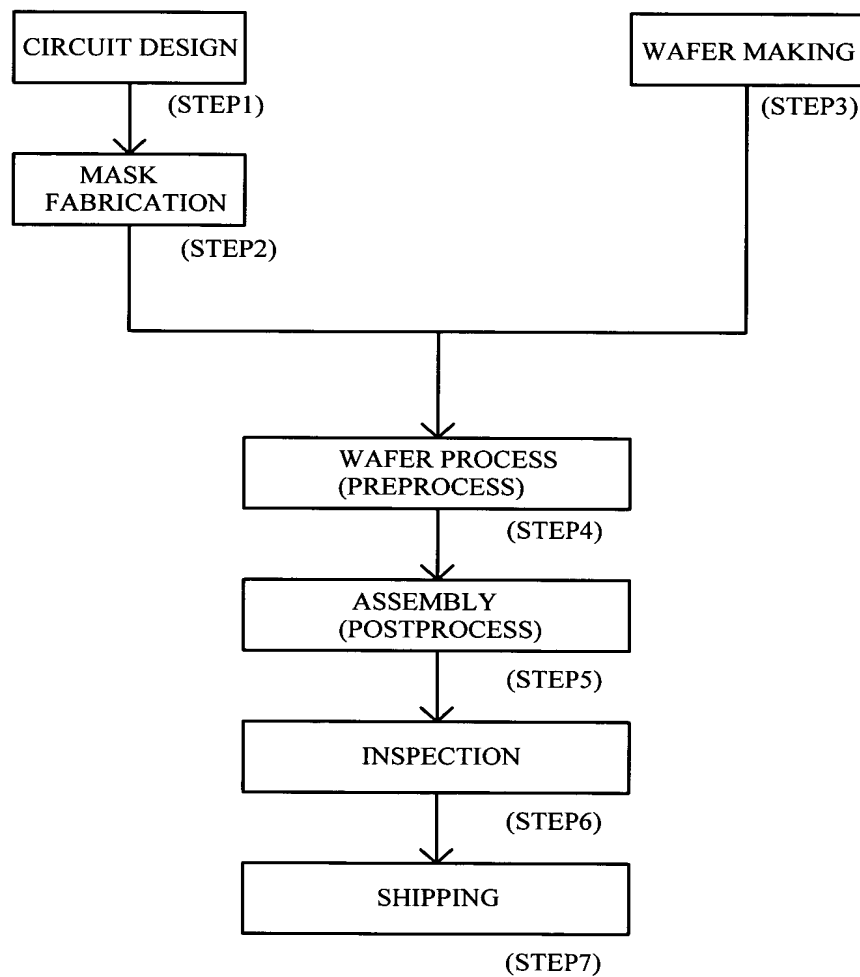 CIRCUIT DESIGN
(STEP1)
WAFER MAKING
(STEP3)
MASK
FABRICATION
(STEP2)
WAFER PROCESS
(PREPROCESS)
(STEP4)
ASSEMBLY
(POSTPROCESS)
(STEP5)
INSPECTION
(STEP6)
SHIPPING
(STEP7)